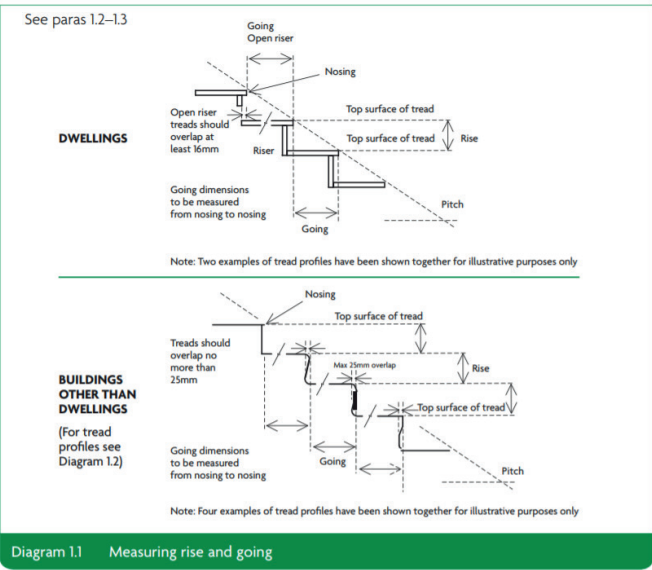 See paras 1.2–1.3
Going
Open riser
Nosing
Open riser
treads should
overlap at
least 16mm
Top surface of tread
DWELLINGS
Riser
Top surface of tread
Rise
Going dimensions
to be measured
from nosing to nosing
Pitch
Going
Note: Two examples of tread profiles have been shown together for illustrative purposes only
Nosing
Top surface of tread
Treads should
overlap no
more than
25mm
Max 25mm overlap
Rise
BUILDINGS
OTHER THAN
DWELLINGS
(For tread
profiles see
Diagram 1.2)
Top surface of tread
Going dimensions
to be measured
from nosing to nosing
Going
Pitch
Note: Four examples of tread profiles have been shown together for illustrative purposes only
Diagram 1.1 Measuring rise and going